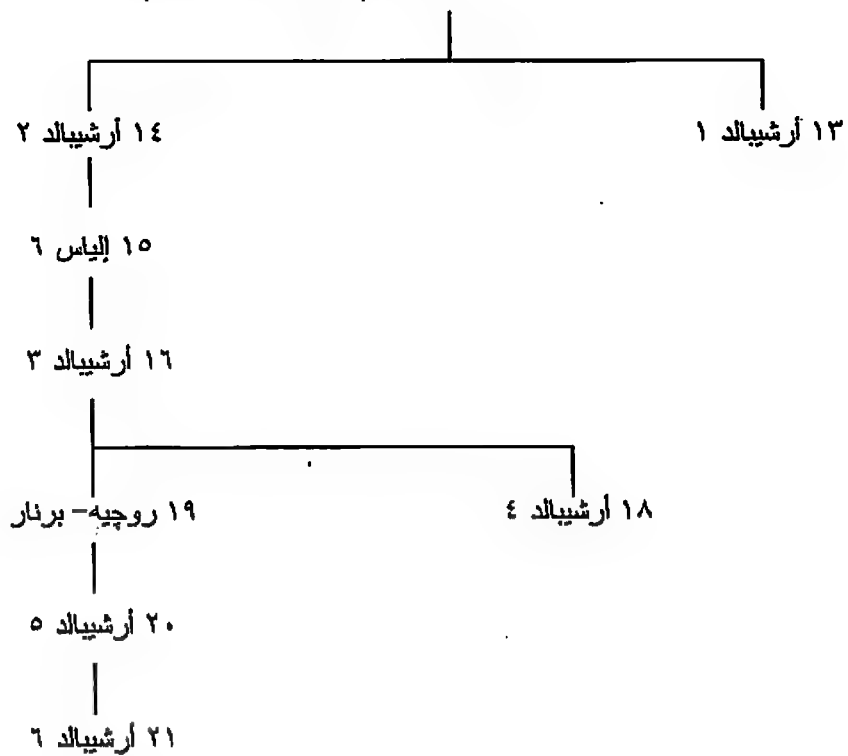 ١٣ أرشيبالد ١
١٤ أرشيبالد ٢
١٥ إلياس ٦
١٦ أرشيبالد ٣
١٨ أرشيبالد ٤
١٩ روجيه– برنار
٢٠ أرشيبالد ٥
٢١ أرشيبالد ٦